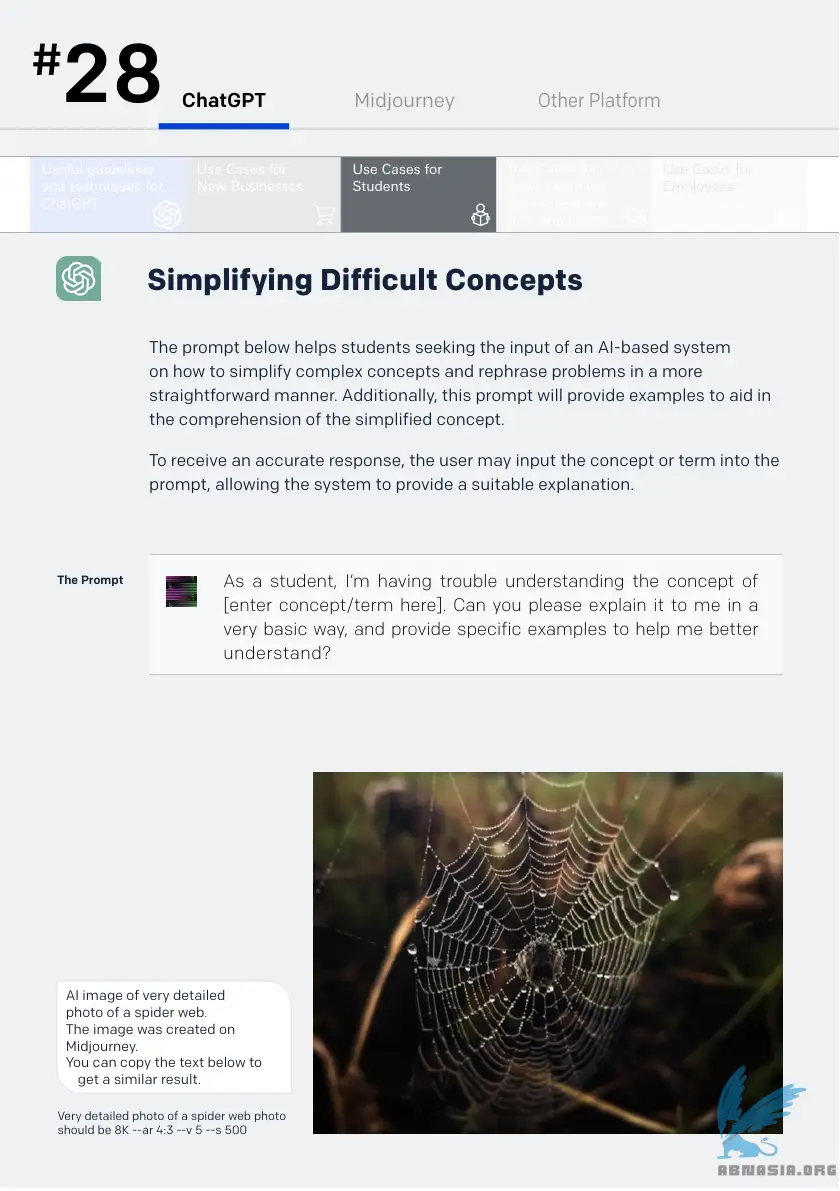 #28
ChatGPT
Midjourney
Other Platform
Useful guidelines
and techniques for
ChatGPT
Use Cases for
New Businesses
Use Cases for
Students
Use Cases for
Employees
Simplifying Difficult Concepts
The prompt below helps students seeking the input of an AI-based system
on how to simplify complex concepts and rephrase problems in a more
straightforward manner. Additionally, this prompt will provide examples to aid in
the comprehension of the simplified concept.
To receive an accurate response, the user may input the concept or term into the
prompt, allowing the system to provide a suitable explanation.
The Prompt
As a student, I’m having trouble understanding the concept of
[enter concept/term here]. Can you please explain it to me in a
very basic way, and provide specific examples to help me better
understand?
AI image of very detailed
photo of a spider web.
The image was created on
Midjourney.
You can copy the text below to
get a similar result.
Very detailed photo of a spider web photo
should be 8K --ar 4:3 --v 5 --s 500
ABNASIA.ORG